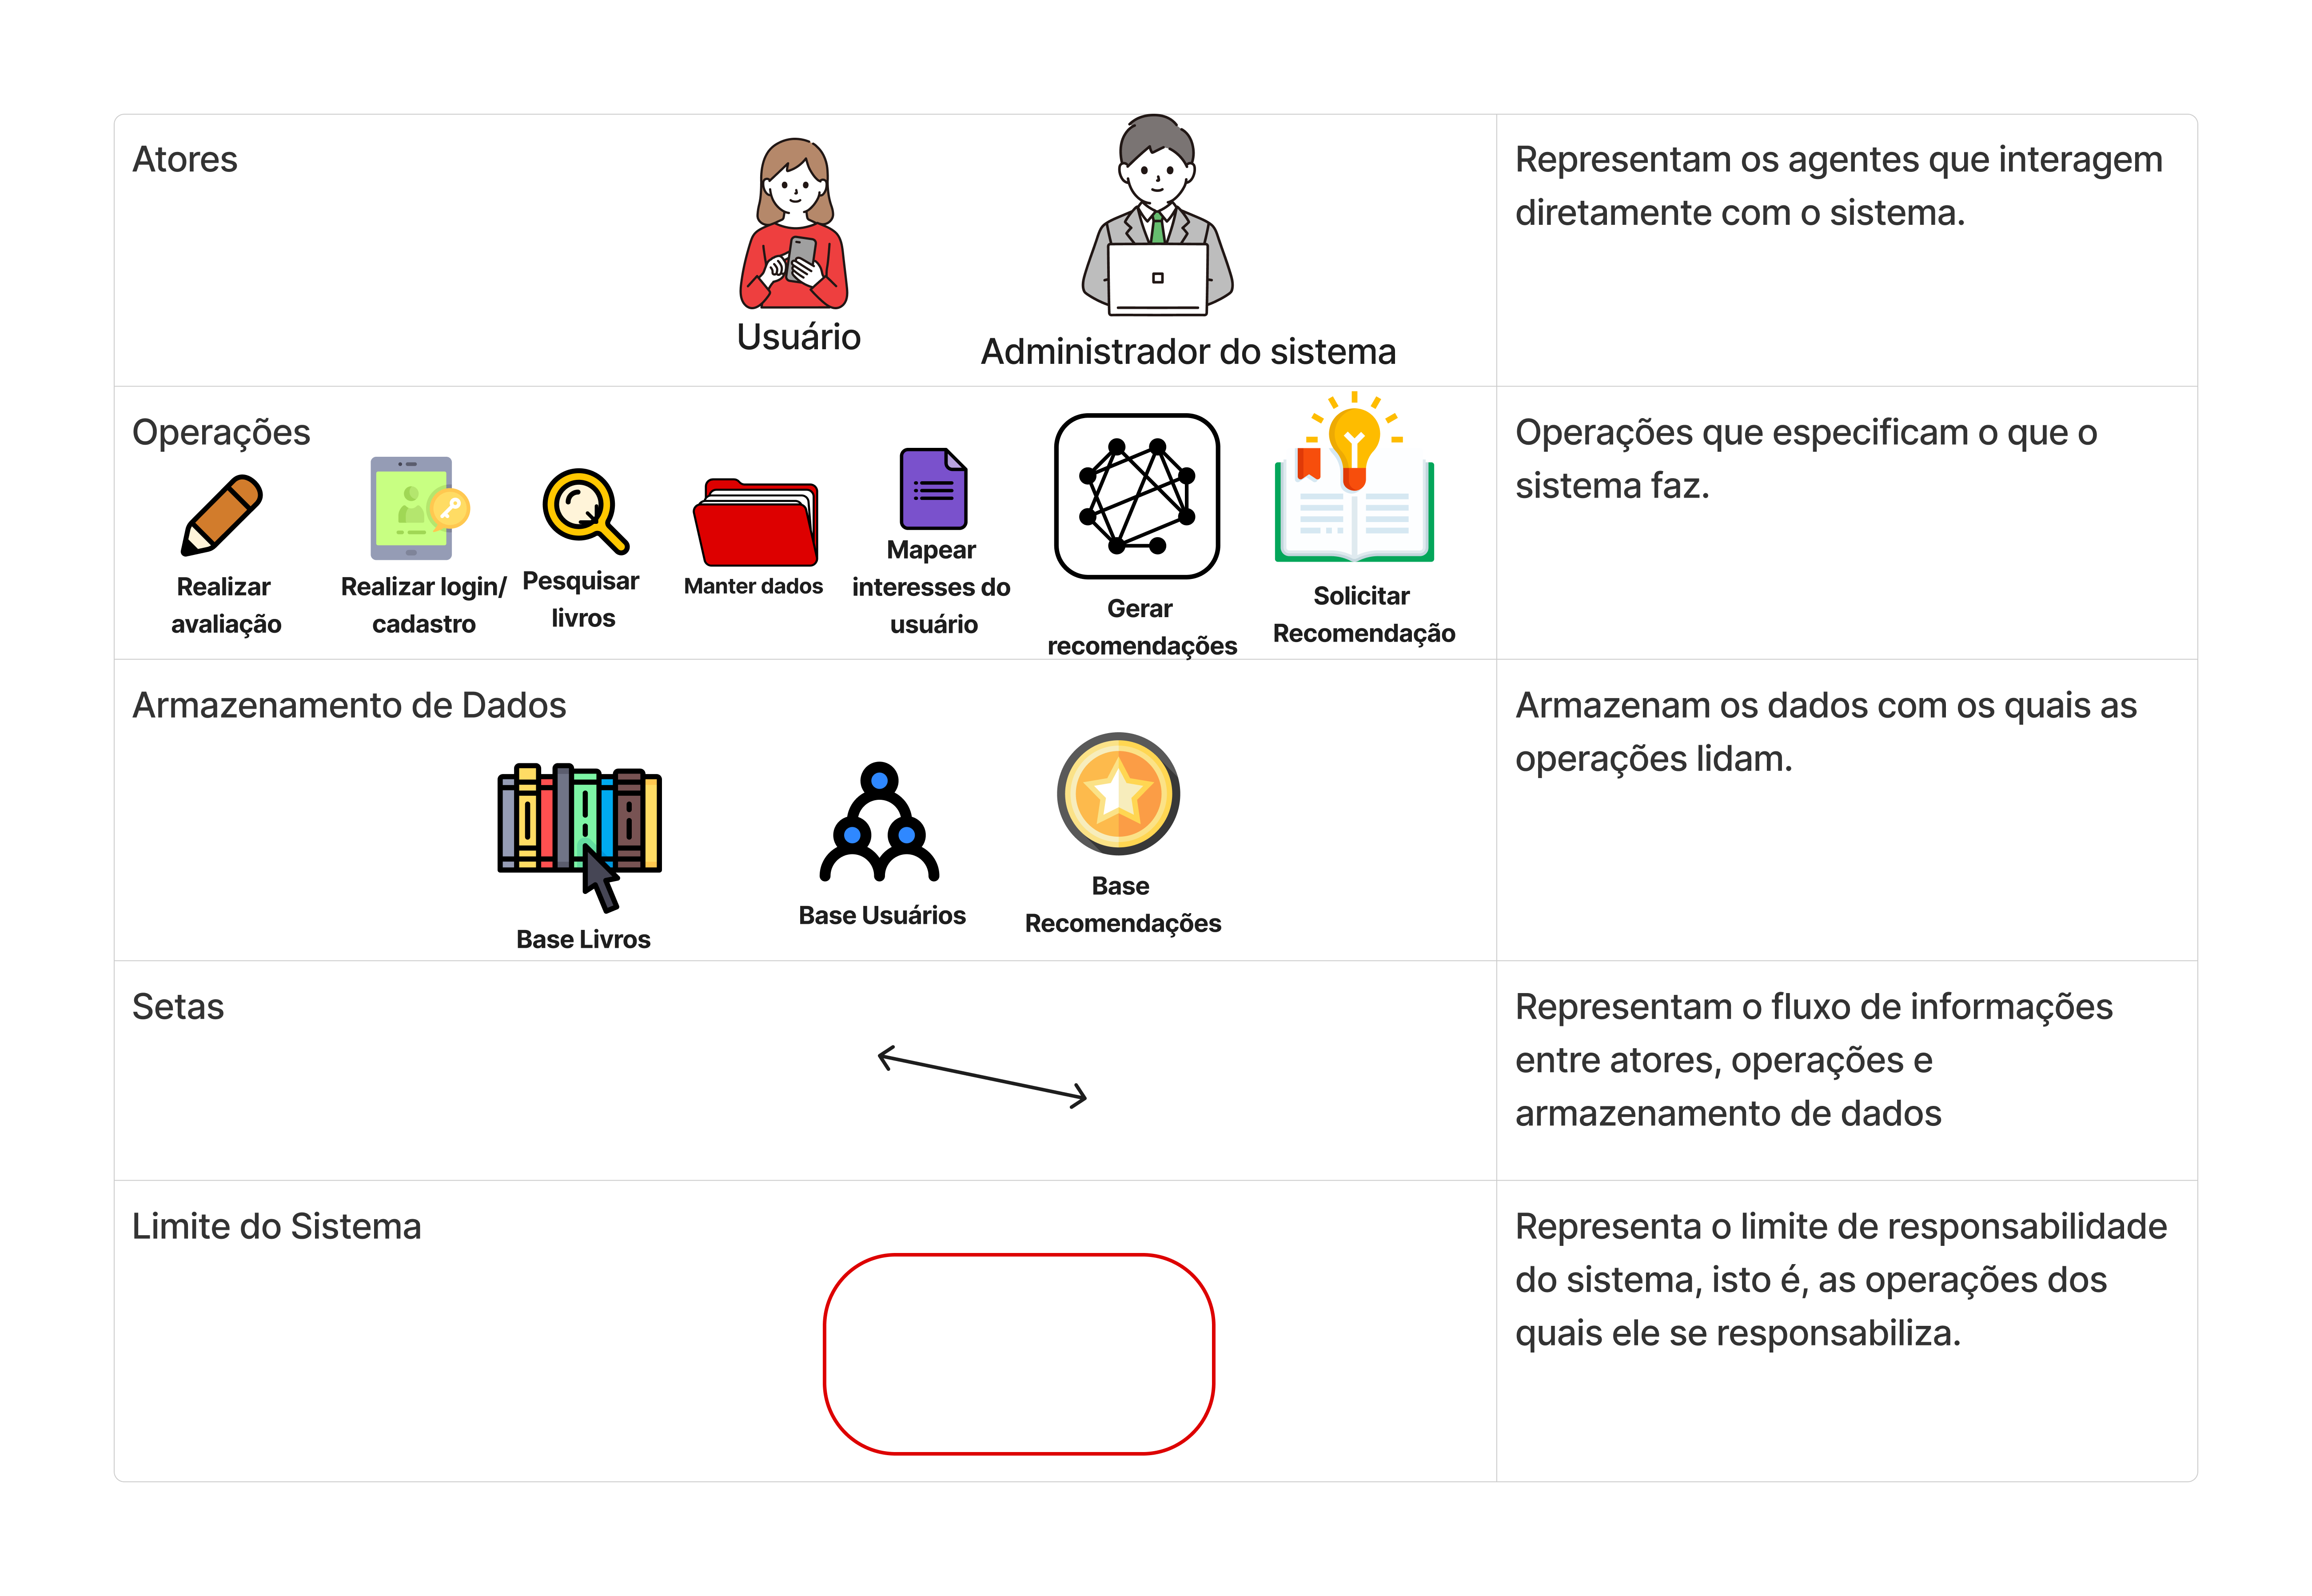 Atores
Usuário
Administrador do sistema
Representam os agentes que interagem
diretamente com o sistema.
Operações
Realizar
avaliação
Realizar login/
cadastro
Pesquisar
livros
Manter dados
Mapear
interesses do
usuário
Gerar
recomendações
Solicitar
Recomendação
Operações que especificam o que o
sistema faz.
Armazenamento de Dados
Base Livros
Base Usuários
Base
Recomendações
Armazenam os dados com os quais as
operações lidam.
Setas
Representam o fluxo de informações
entre atores, operações e
armazenamento de dados
Limite do Sistema
Representa o limite de responsabilidade
do sistema, isto é, as operações dos
quais ele se responsabiliza.